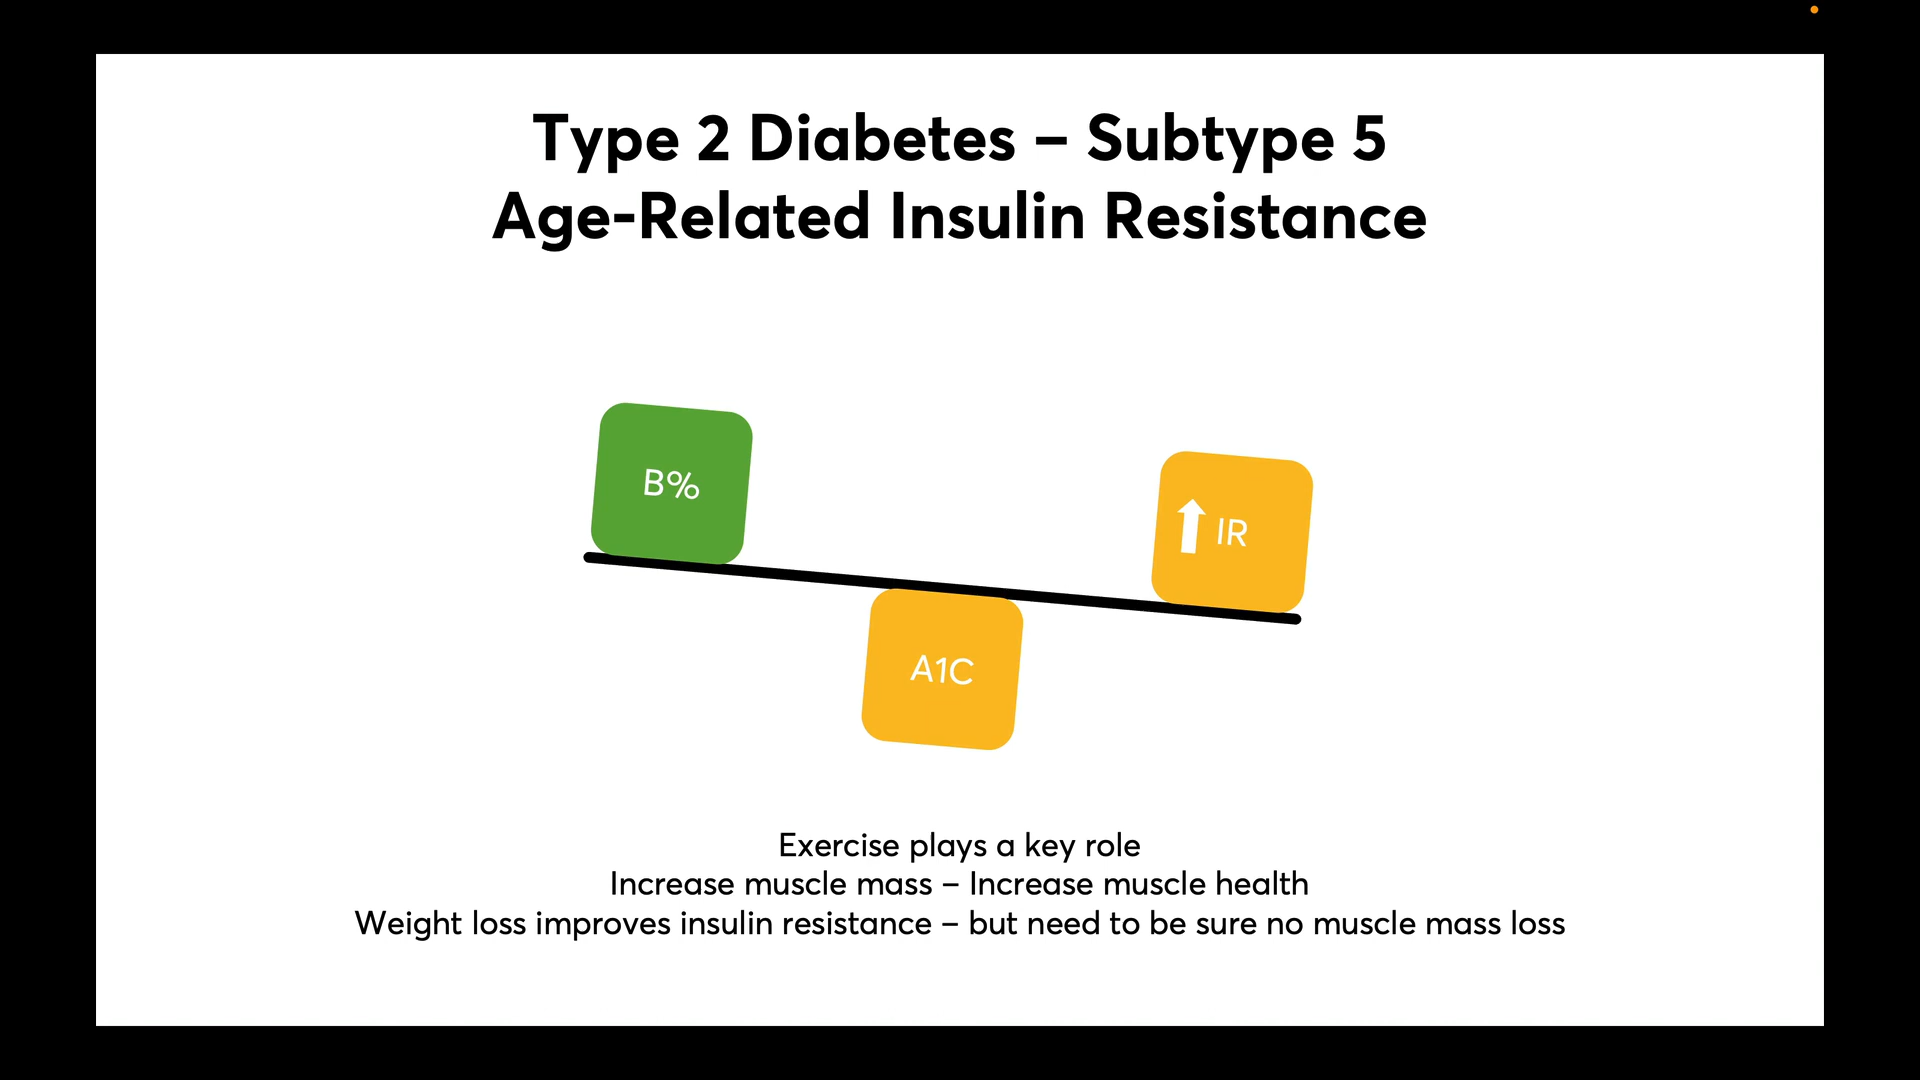 Type 2 Diabetes – Subtype 5
Age-Related Insulin Resistance
B%
IR
A1C
Exercise plays a key role
Increase muscle mass – Increase muscle health
Weight loss improves insulin resistance – but need to be sure no muscle mass loss